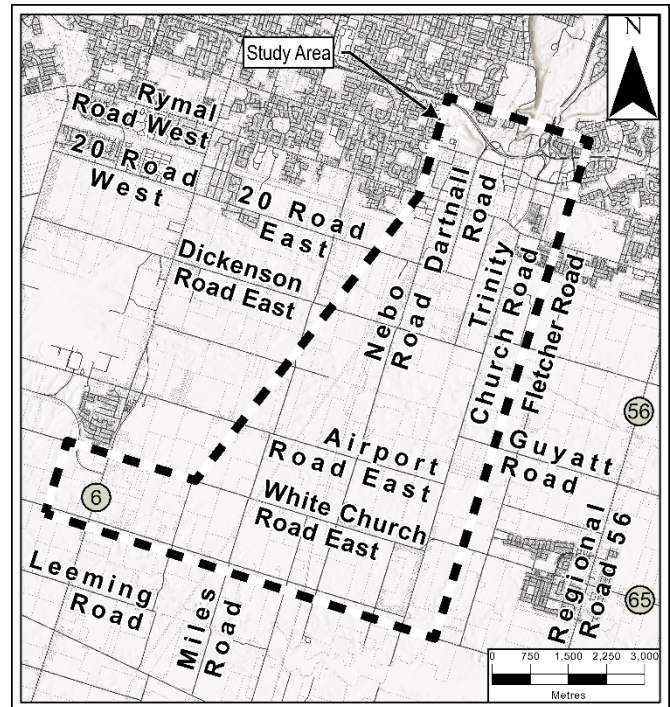 N
Study Area
Rymal
Road West
20 Road
West
20 Road
East
Dickenson
Road East
Nebo
Road
Dartnall
Road
Trinity
Church Road
Fletcher Road
56
Airport
Road East
Guyatt
Road
6
White Church
Road East
Regional
Road 56
65
Leeming
Road
Miles
Road
0 750 1,500 2,250 3,000
Metres